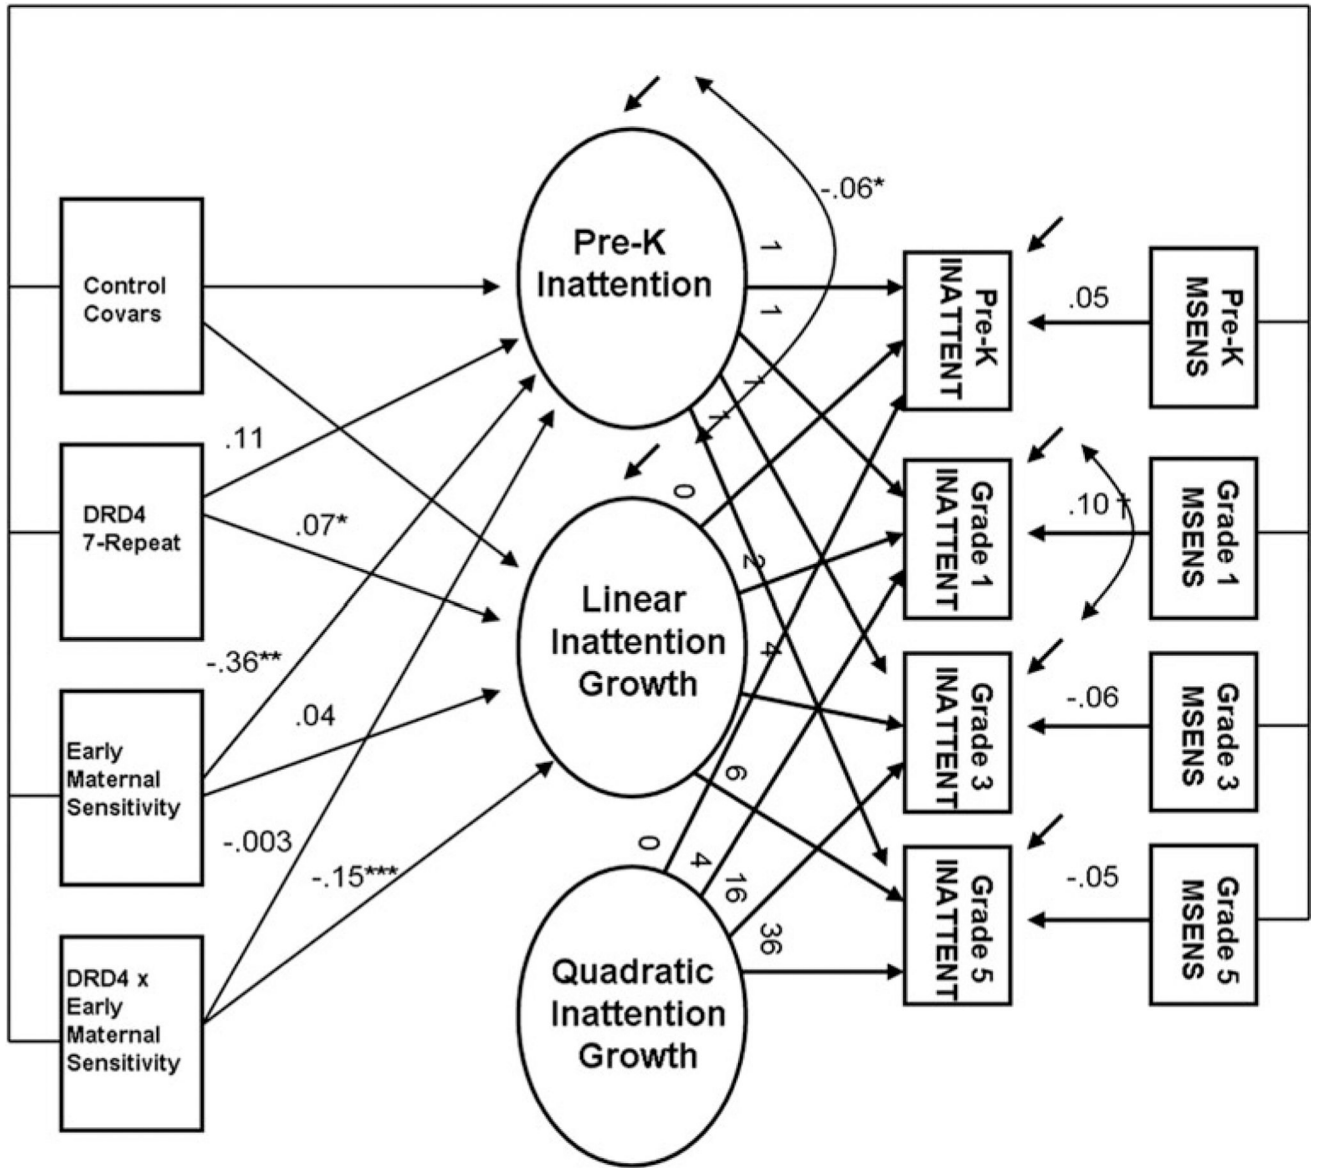 Control
Covars
DRD4
7-Repeat
Early
Maternal
Sensitivity
DRD4 x
Early
Maternal
Sensitivity
.11
.07*
-.36**
.04
-.003
-.15***
Pre-K
Inattention
Linear
Inattention
Growth
Quadratic
Inattention
Growth
-.06*
1
1
1
1
0
2
4
6
0
4
16
36
Pre-K
INATTENT
Grade 1
INATTENT
Grade 3
INATTENT
Grade 5
INATTENT
.05
.10 †
-.06
-.05
Pre-K
MSENS
Grade 1
MSENS
Grade 3
MSENS
Grade 5
MSENS